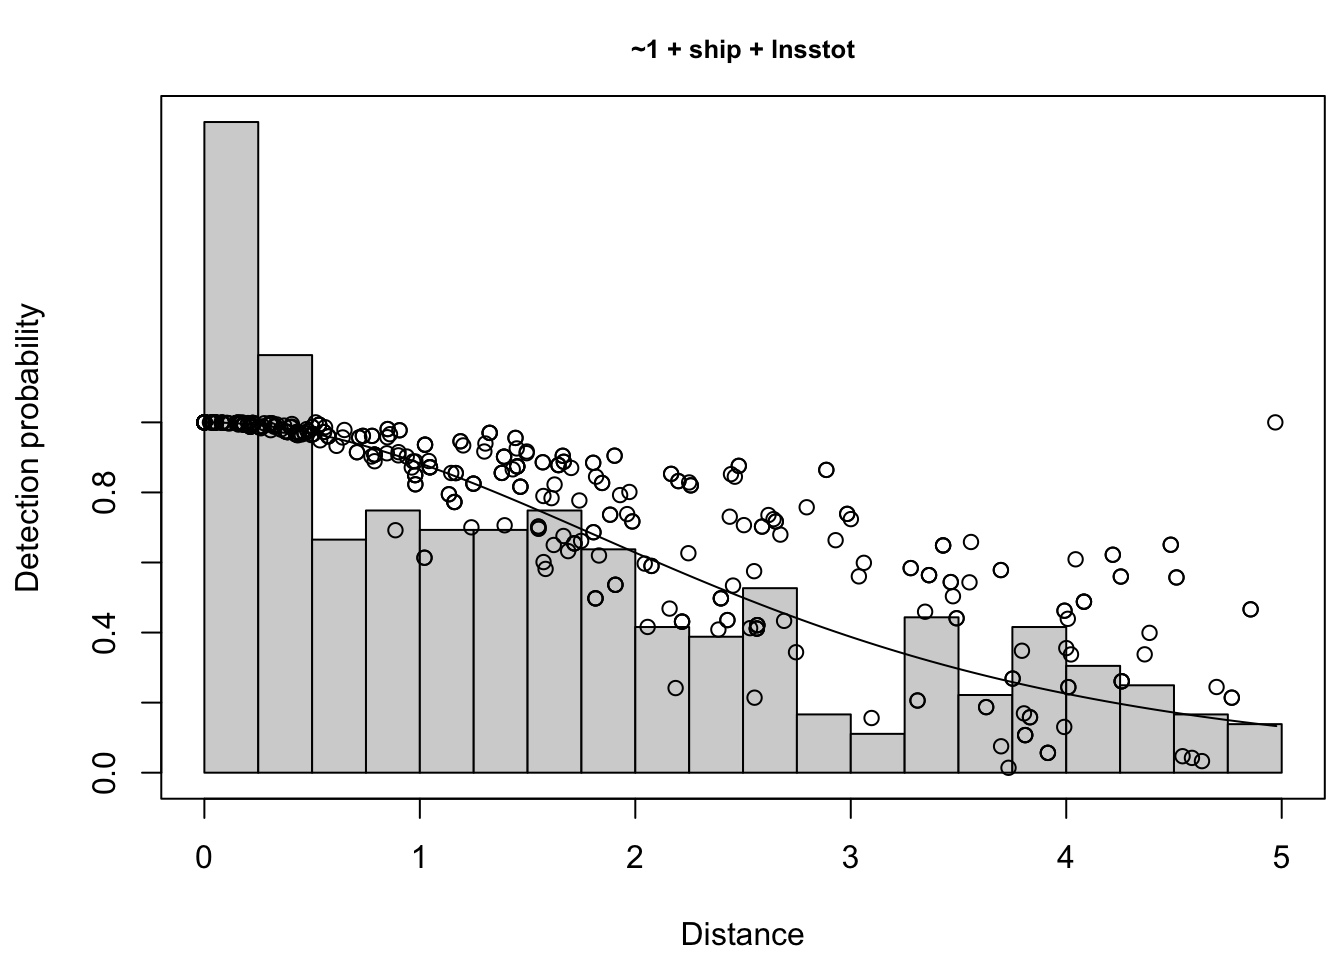 ~1 + ship + lnsstot
Detection probability
0.8
0.4
0.0
0 1 2 3 4 5
Distance